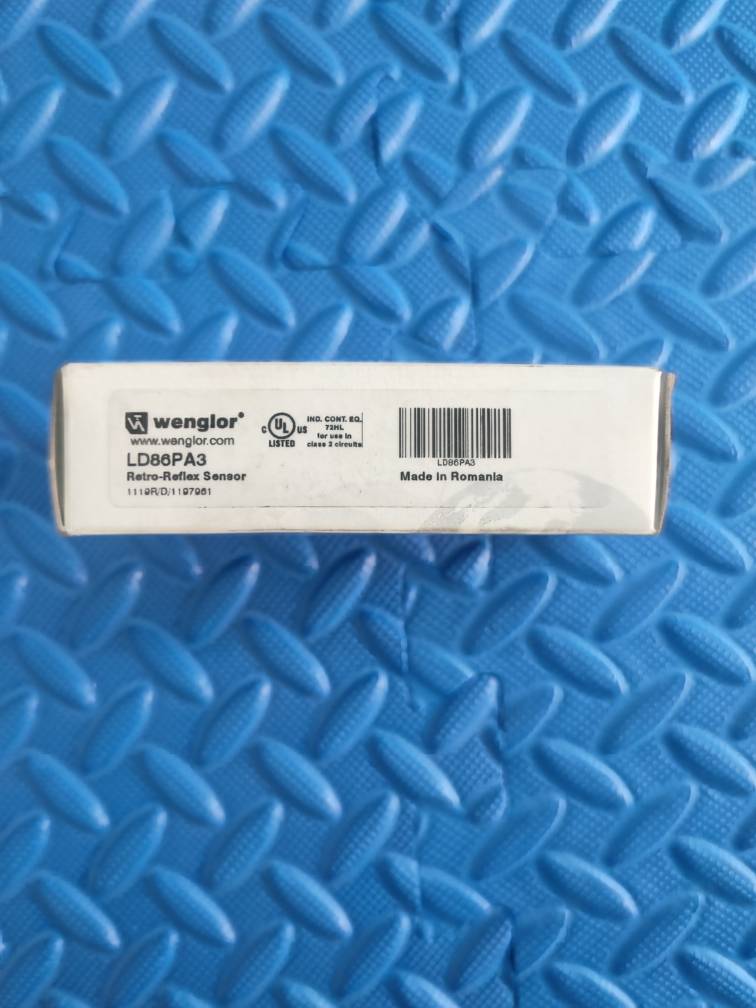 wenglor®
www.wenglor.com
LD86PA3
Retro-Reflex Sensor
1119R/D/1197961
c UL US
LISTED
IND. CONT. EQ.
72HL
for use in
class 2 circuits
LD86PA3
Made in Romania